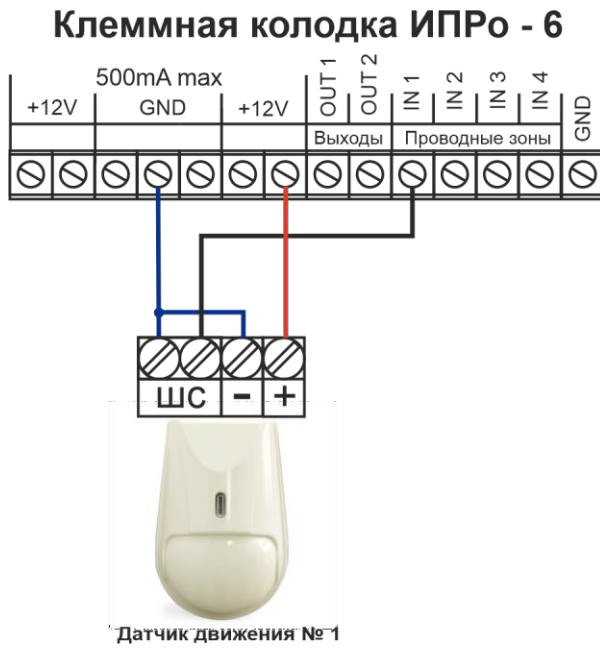 Клеммная колодка ИПРо - 6
500mA max
+12V GND +12V OUT 1 OUT 2 IN 1 IN 2 IN 3 IN 4 GND
Выходы Проводные зоны
ШС - +
Датчик движения № 1